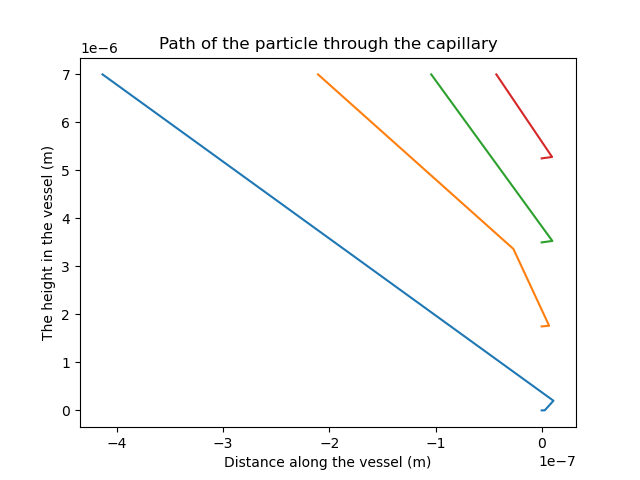 Path of the particle through the capillary
1e−6
7
6
5
4
3
2
1
0
The height in the vessel (m)
−4 −3 −2 −1 0
1e−7
Distance along the vessel (m)